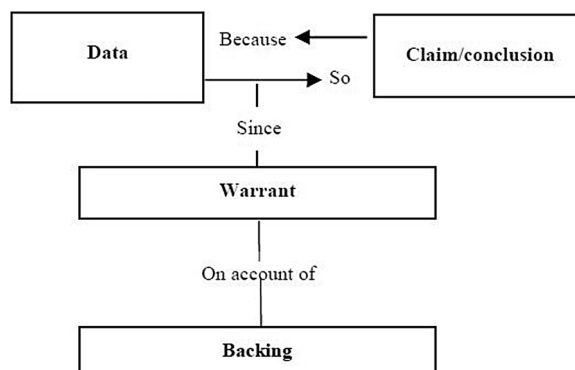 Because
Data
Claim/conclusion
So
Since
Warrant
On account of
Backing